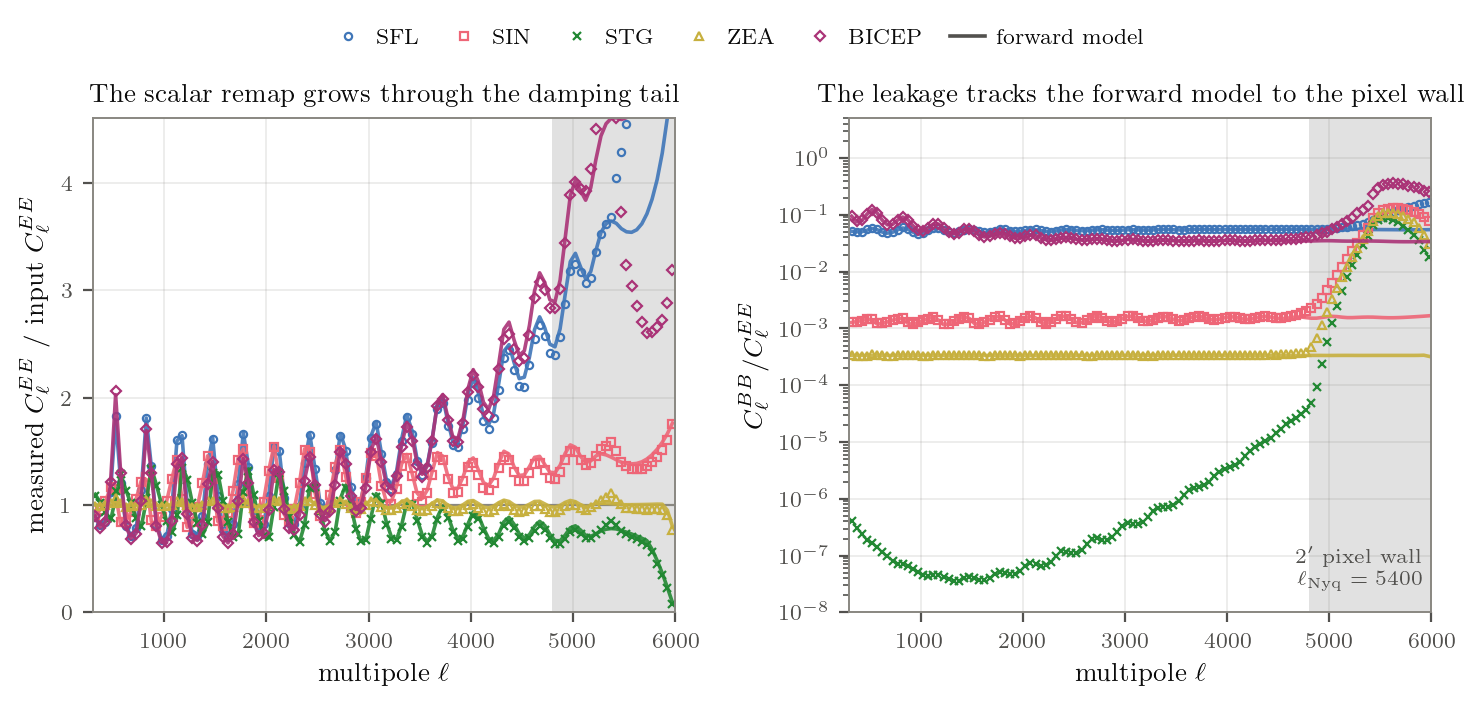 SFL SIN STG ZEA BICEP forward model
The scalar remap grows through the damping tail
measured C_ℓ^{EE} / input C_ℓ^{EE}
4
3
2
1
0
1000 2000 3000 4000 5000 6000
multipole ℓ
The leakage tracks the forward model to the pixel wall
C_ℓ^{BB}/C_ℓ^{EE}
10^0
10^{-1}
10^{-2}
10^{-3}
10^{-4}
10^{-5}
10^{-6}
10^{-7}
10^{-8}
2′ pixel wall
ℓ_{Nyq} = 5400
1000 2000 3000 4000 5000 6000
multipole ℓ